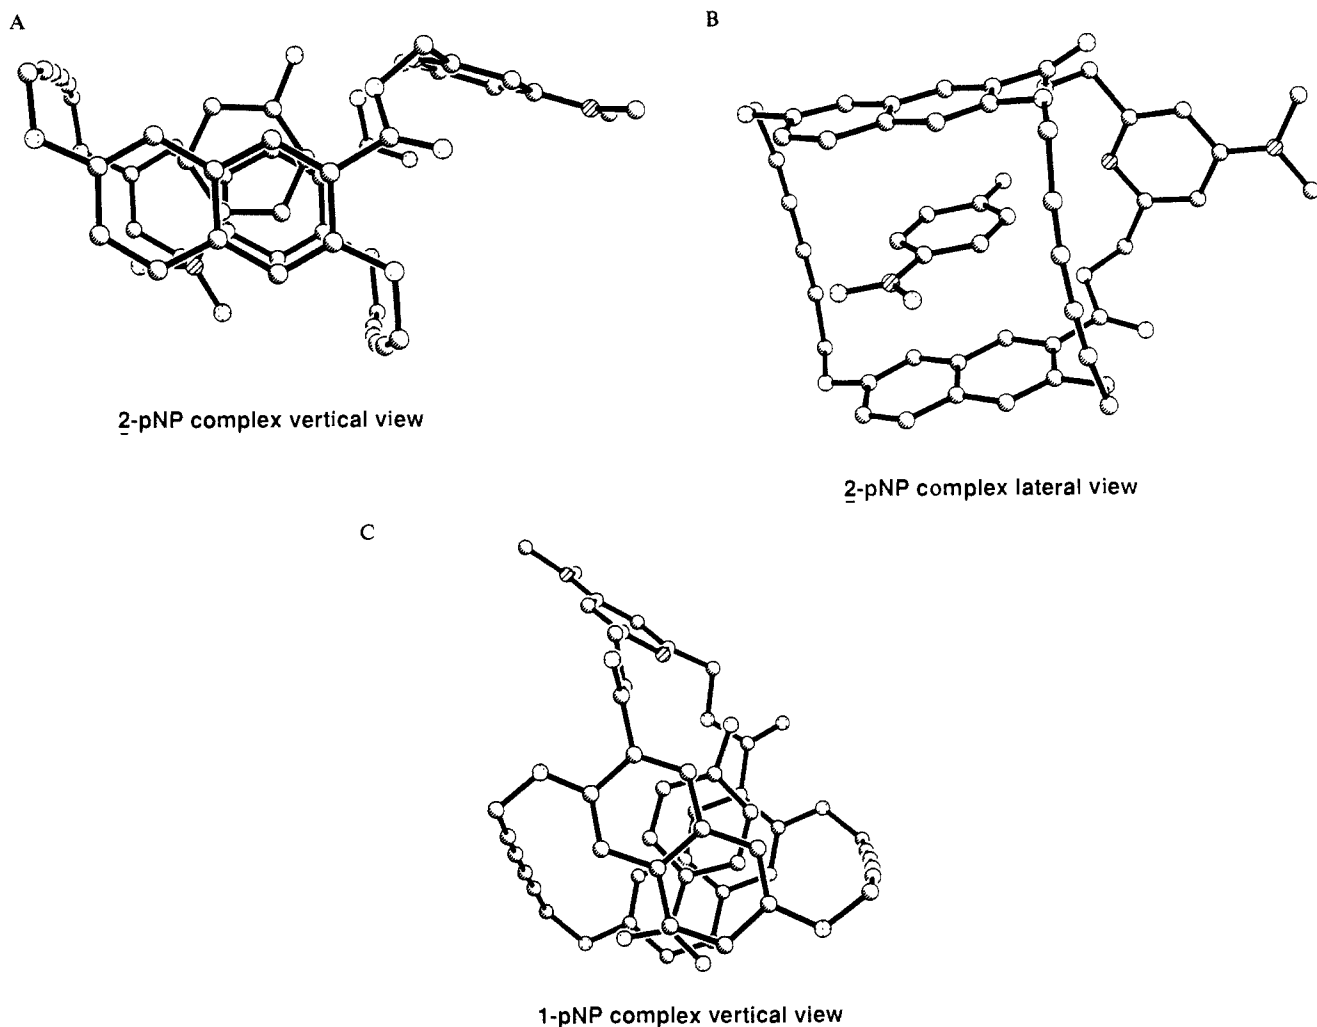 A
B
2-pNP complex vertical view
2-pNP complex lateral view
C
1-pNP complex vertical view